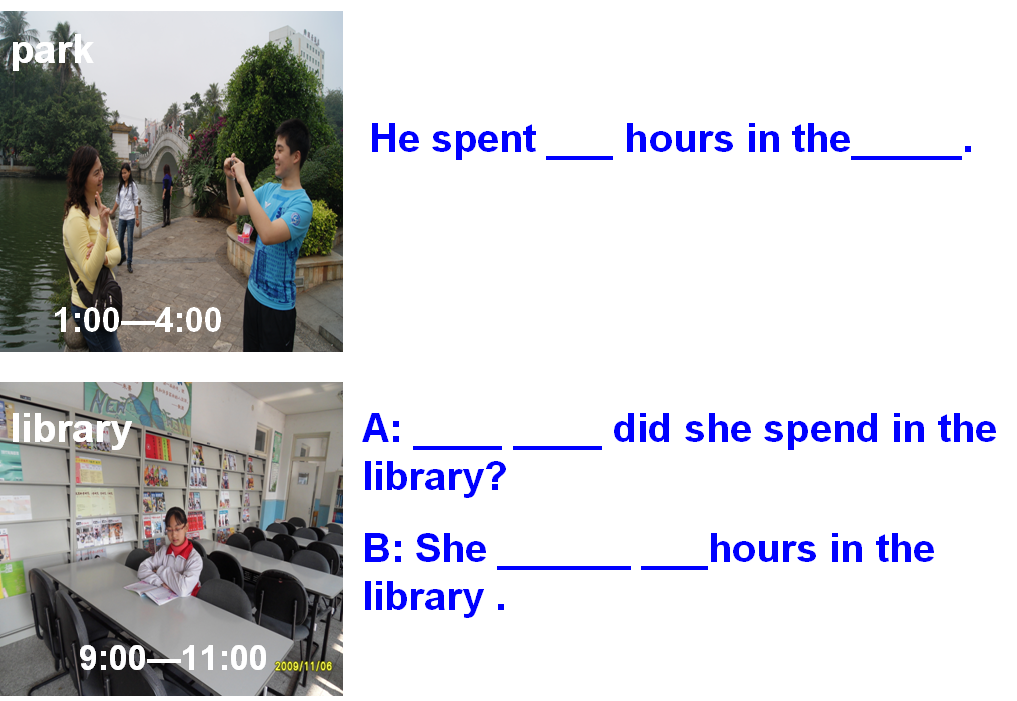 park
He spent ___ hours in the_____.
1:00—4:00
library
A: ____ ____ did she spend in the
library?
B: She ______ ___hours in the
library .
9:00—11:00
2009/11/06